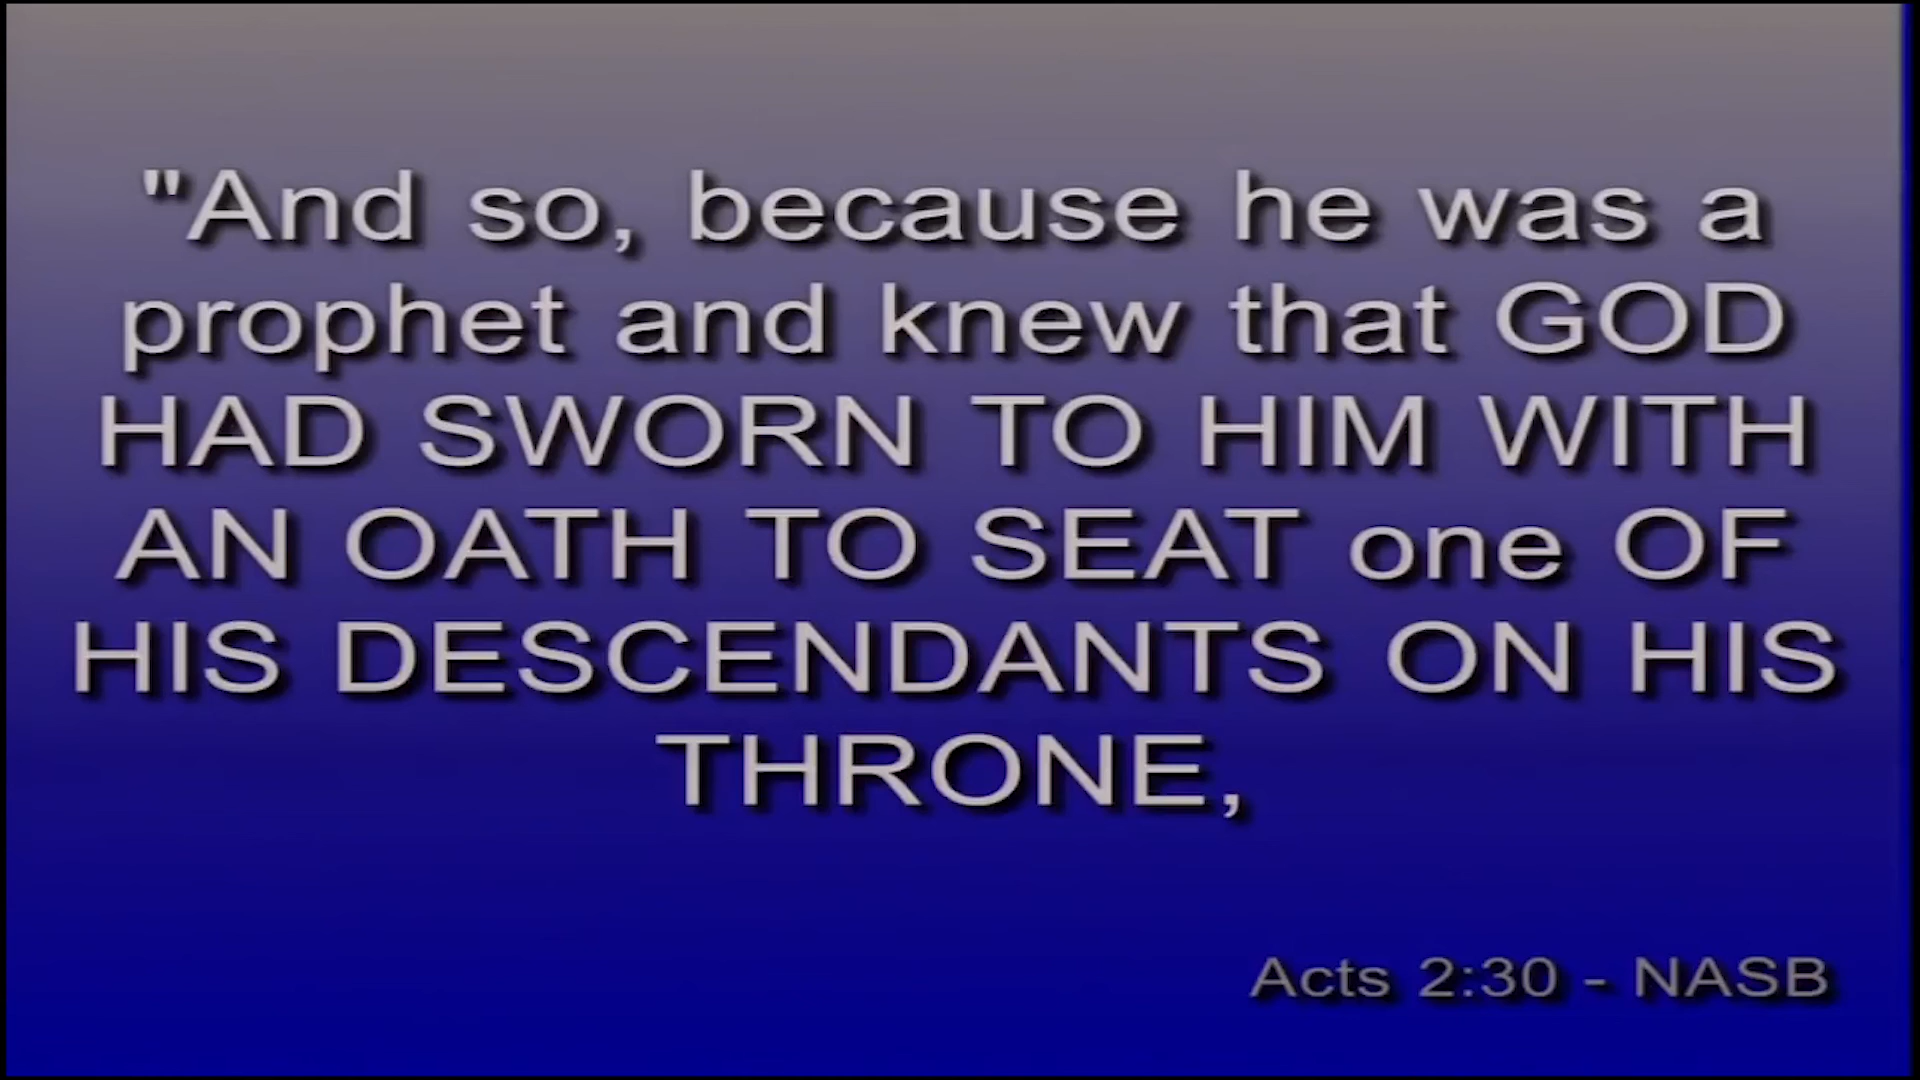 "And so, because he was a
prophet and knew that GOD
HAD SWORN TO HIM WITH
AN OATH TO SEAT one OF
HIS DESCENDANTS ON HIS
THRONE,
Acts 2:30 - NASB